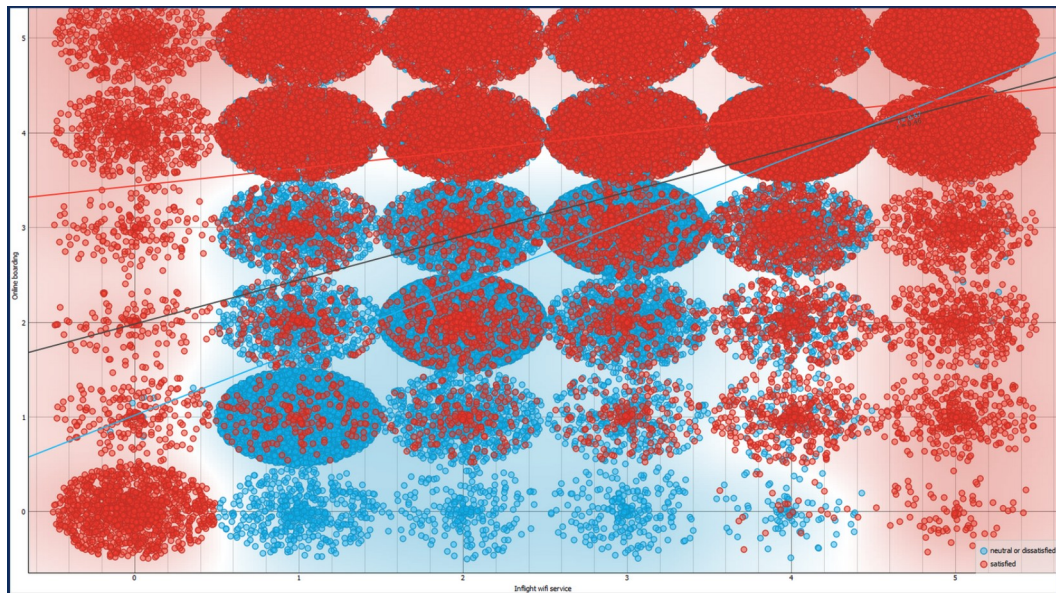 5
4
3
2
1
0
Online boarding
0 1 2 3 4 5
Inflight wifi service
neutral or dissatisfied
satisfied